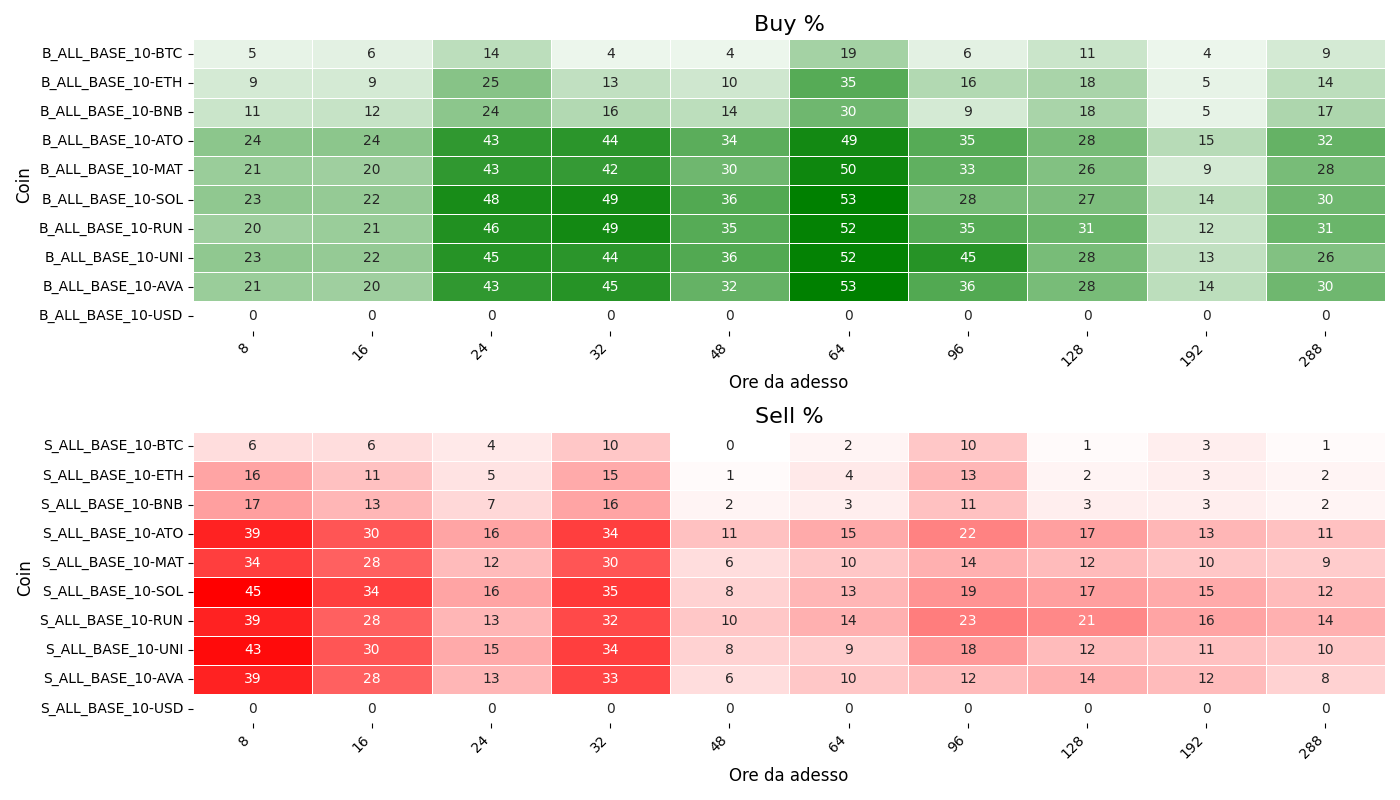 Buy %
Coin
B_ALL_BASE_10-BTC 5 6 14 4 4 19 6 11 4 9
B_ALL_BASE_10-ETH 9 9 25 13 10 35 16 18 5 14
B_ALL_BASE_10-BNB 11 12 24 16 14 30 9 18 5 17
B_ALL_BASE_10-ATO 24 24 43 44 34 49 35 28 15 32
B_ALL_BASE_10-MAT 21 20 43 42 30 50 33 26 9 28
B_ALL_BASE_10-SOL 23 22 48 49 36 53 28 27 14 30
B_ALL_BASE_10-RUN 20 21 46 49 35 52 35 31 12 31
B_ALL_BASE_10-UNI 23 22 45 44 36 52 45 28 13 26
B_ALL_BASE_10-AVA 21 20 43 45 32 53 36 28 14 30
B_ALL_BASE_10-USD 0 0 0 0 0 0 0 0 0 0
8 16 24 32 48 64 96 128 192 288
Ore da adesso
Sell %
Coin
S_ALL_BASE_10-BTC 6 6 4 10 0 2 10 1 3 1
S_ALL_BASE_10-ETH 16 11 5 15 1 4 13 2 3 2
S_ALL_BASE_10-BNB 17 13 7 16 2 3 11 3 3 2
S_ALL_BASE_10-ATO 39 30 16 34 11 15 22 17 13 11
S_ALL_BASE_10-MAT 34 28 12 30 6 10 14 12 10 9
S_ALL_BASE_10-SOL 45 34 16 35 8 13 19 17 15 12
S_ALL_BASE_10-RUN 39 28 13 32 10 14 23 21 16 14
S_ALL_BASE_10-UNI 43 30 15 34 8 9 18 12 11 10
S_ALL_BASE_10-AVA 39 28 13 33 6 10 12 14 12 8
S_ALL_BASE_10-USD 0 0 0 0 0 0 0 0 0 0
8 16 24 32 48 64 96 128 192 288
Ore da adesso